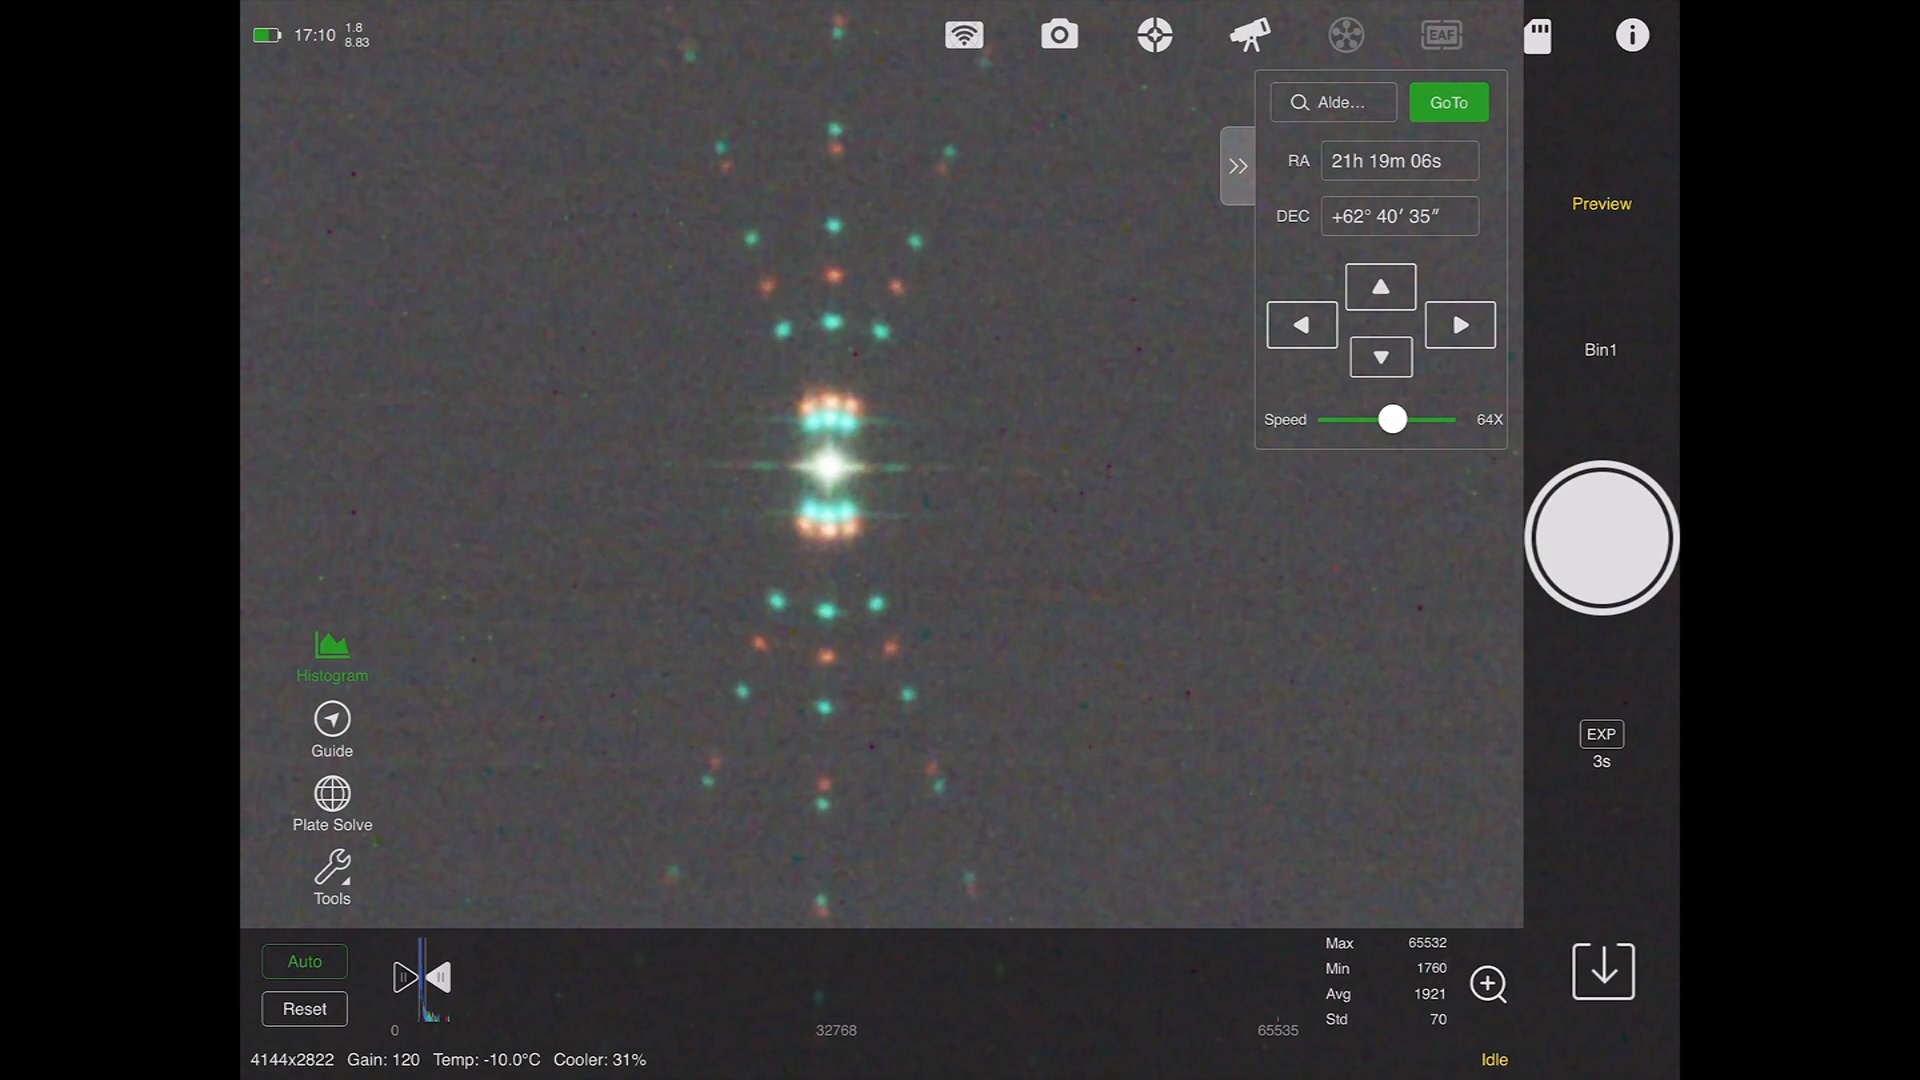 17:10
1.8
8.83
EAF
Alde...
GoTo
RA
21h 19m 06s
DEC
+62° 40′ 35″
Speed
64X
Preview
Bin1
EXP
3s
Histogram
Guide
Plate Solve
Tools
Auto
Reset
0
32768
65535
Max 65532
Min 1760
Avg 1921
Std 70
4144x2822 Gain: 120 Temp: -10.0°C Cooler: 31%
Idle